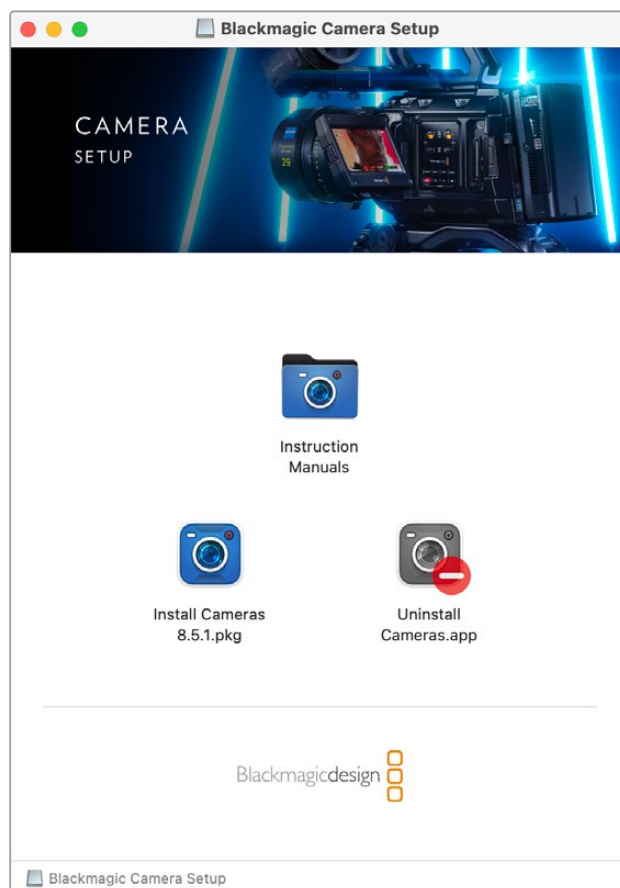 Blackmagic Camera Setup
CAMERA
SETUP
29
Instruction
Manuals
Install Cameras
8.5.1.pkg
Uninstall
Cameras.app
Blackmagicdesign
Blackmagic Camera Setup